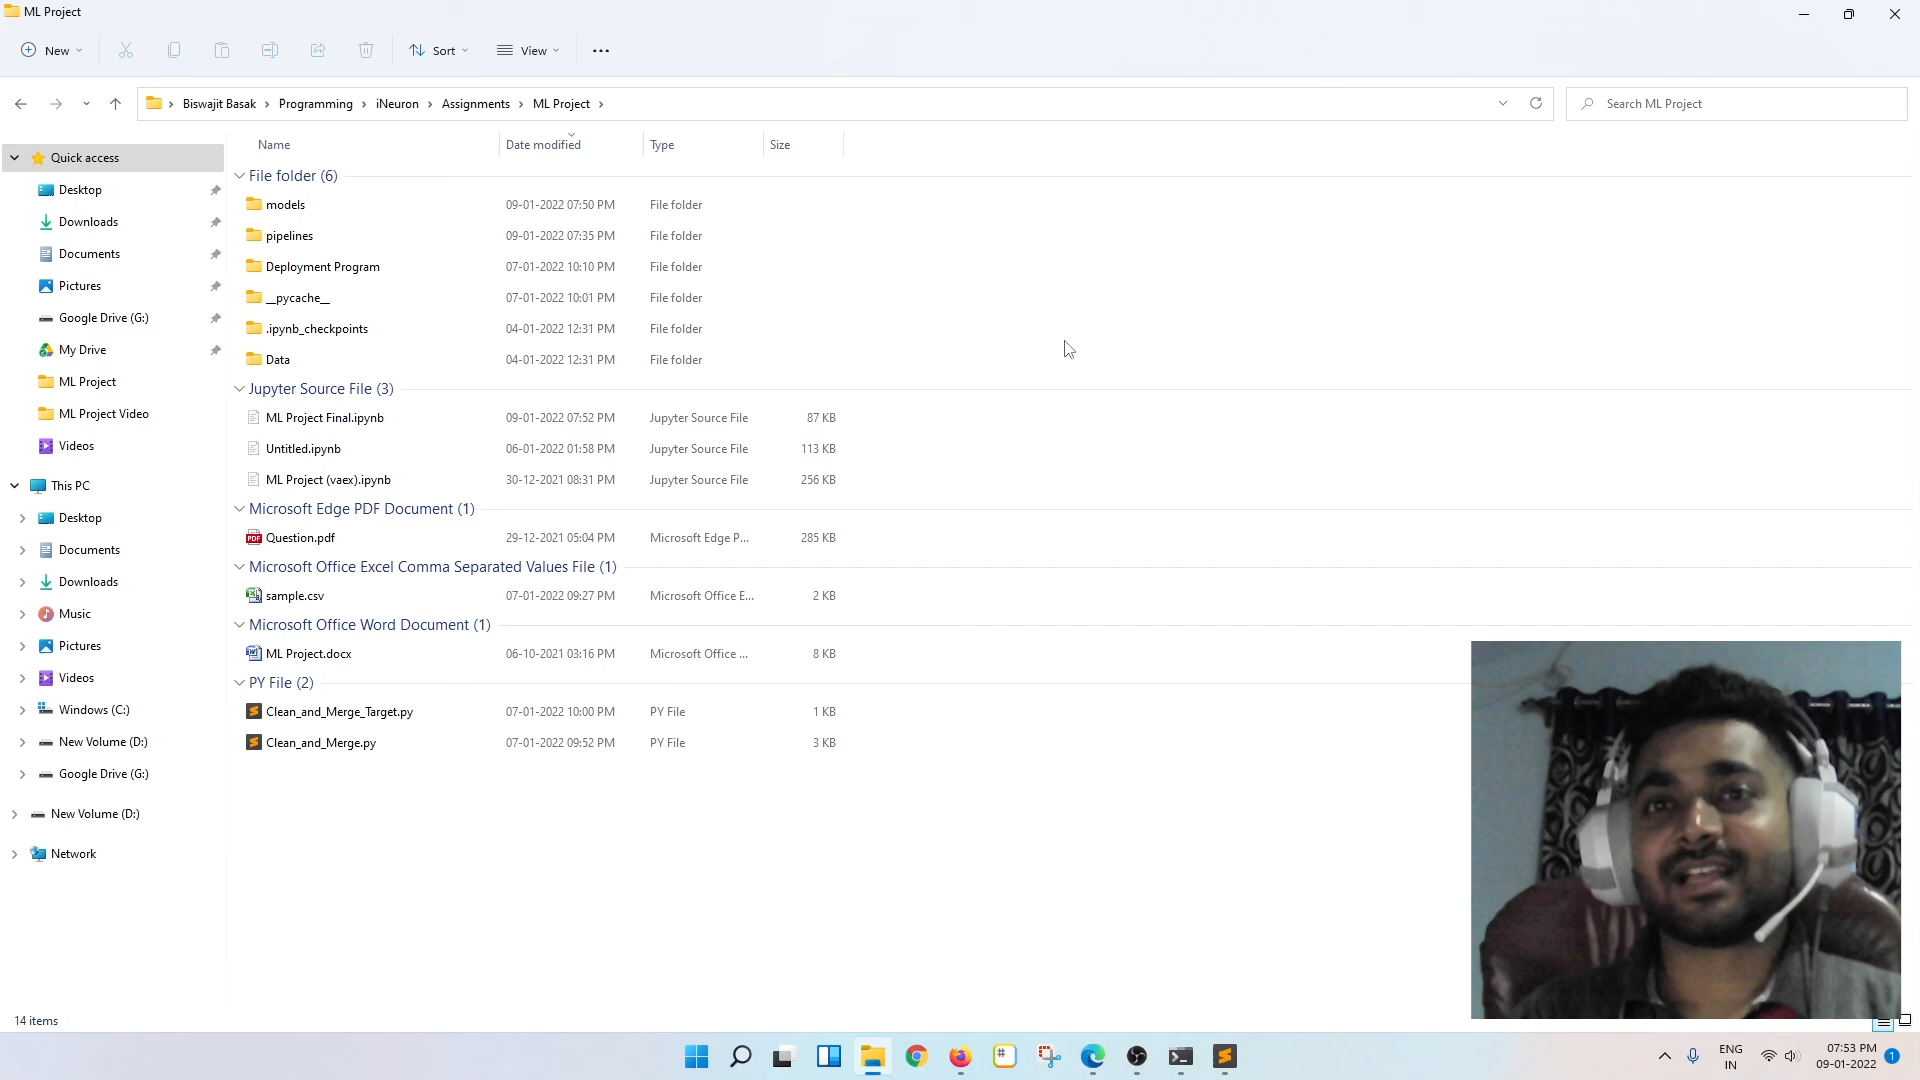 ML Project
New
Sort
View
Biswajit Basak > Programming > iNeuron > Assignments > ML Project >
Search ML Project
Name Date modified Type Size
Quick access
Desktop
Downloads
Documents
Pictures
Google Drive (G:)
My Drive
ML Project
ML Project Video
Videos
This PC
Desktop
Documents
Downloads
Music
Pictures
Videos
Windows (C:)
New Volume (D:)
Google Drive (G:)
New Volume (D:)
Network
File folder (6)
models 09-01-2022 07:50 PM File folder
pipelines 09-01-2022 07:35 PM File folder
Deployment Program 07-01-2022 10:10 PM File folder
__pycache__ 07-01-2022 10:01 PM File folder
.ipynb_checkpoints 04-01-2022 12:31 PM File folder
Data 04-01-2022 12:31 PM File folder
Jupyter Source File (3)
ML Project Final.ipynb 09-01-2022 07:52 PM Jupyter Source File 87 KB
Untitled.ipynb 06-01-2022 01:58 PM Jupyter Source File 113 KB
ML Project (vaex).ipynb 30-12-2021 08:31 PM Jupyter Source File 256 KB
Microsoft Edge PDF Document (1)
PDF Question.pdf 29-12-2021 05:04 PM Microsoft Edge P... 285 KB
Microsoft Office Excel Comma Separated Values File (1)
sample.csv 07-01-2022 09:27 PM Microsoft Office E... 2 KB
Microsoft Office Word Document (1)
ML Project.docx 06-10-2021 03:16 PM Microsoft Office ... 8 KB
PY File (2)
Clean_and_Merge_Target.py 07-01-2022 10:00 PM PY File 1 KB
Clean_and_Merge.py 07-01-2022 09:52 PM PY File 3 KB
14 items
ENG
IN
07:53 PM
09-01-2022
1